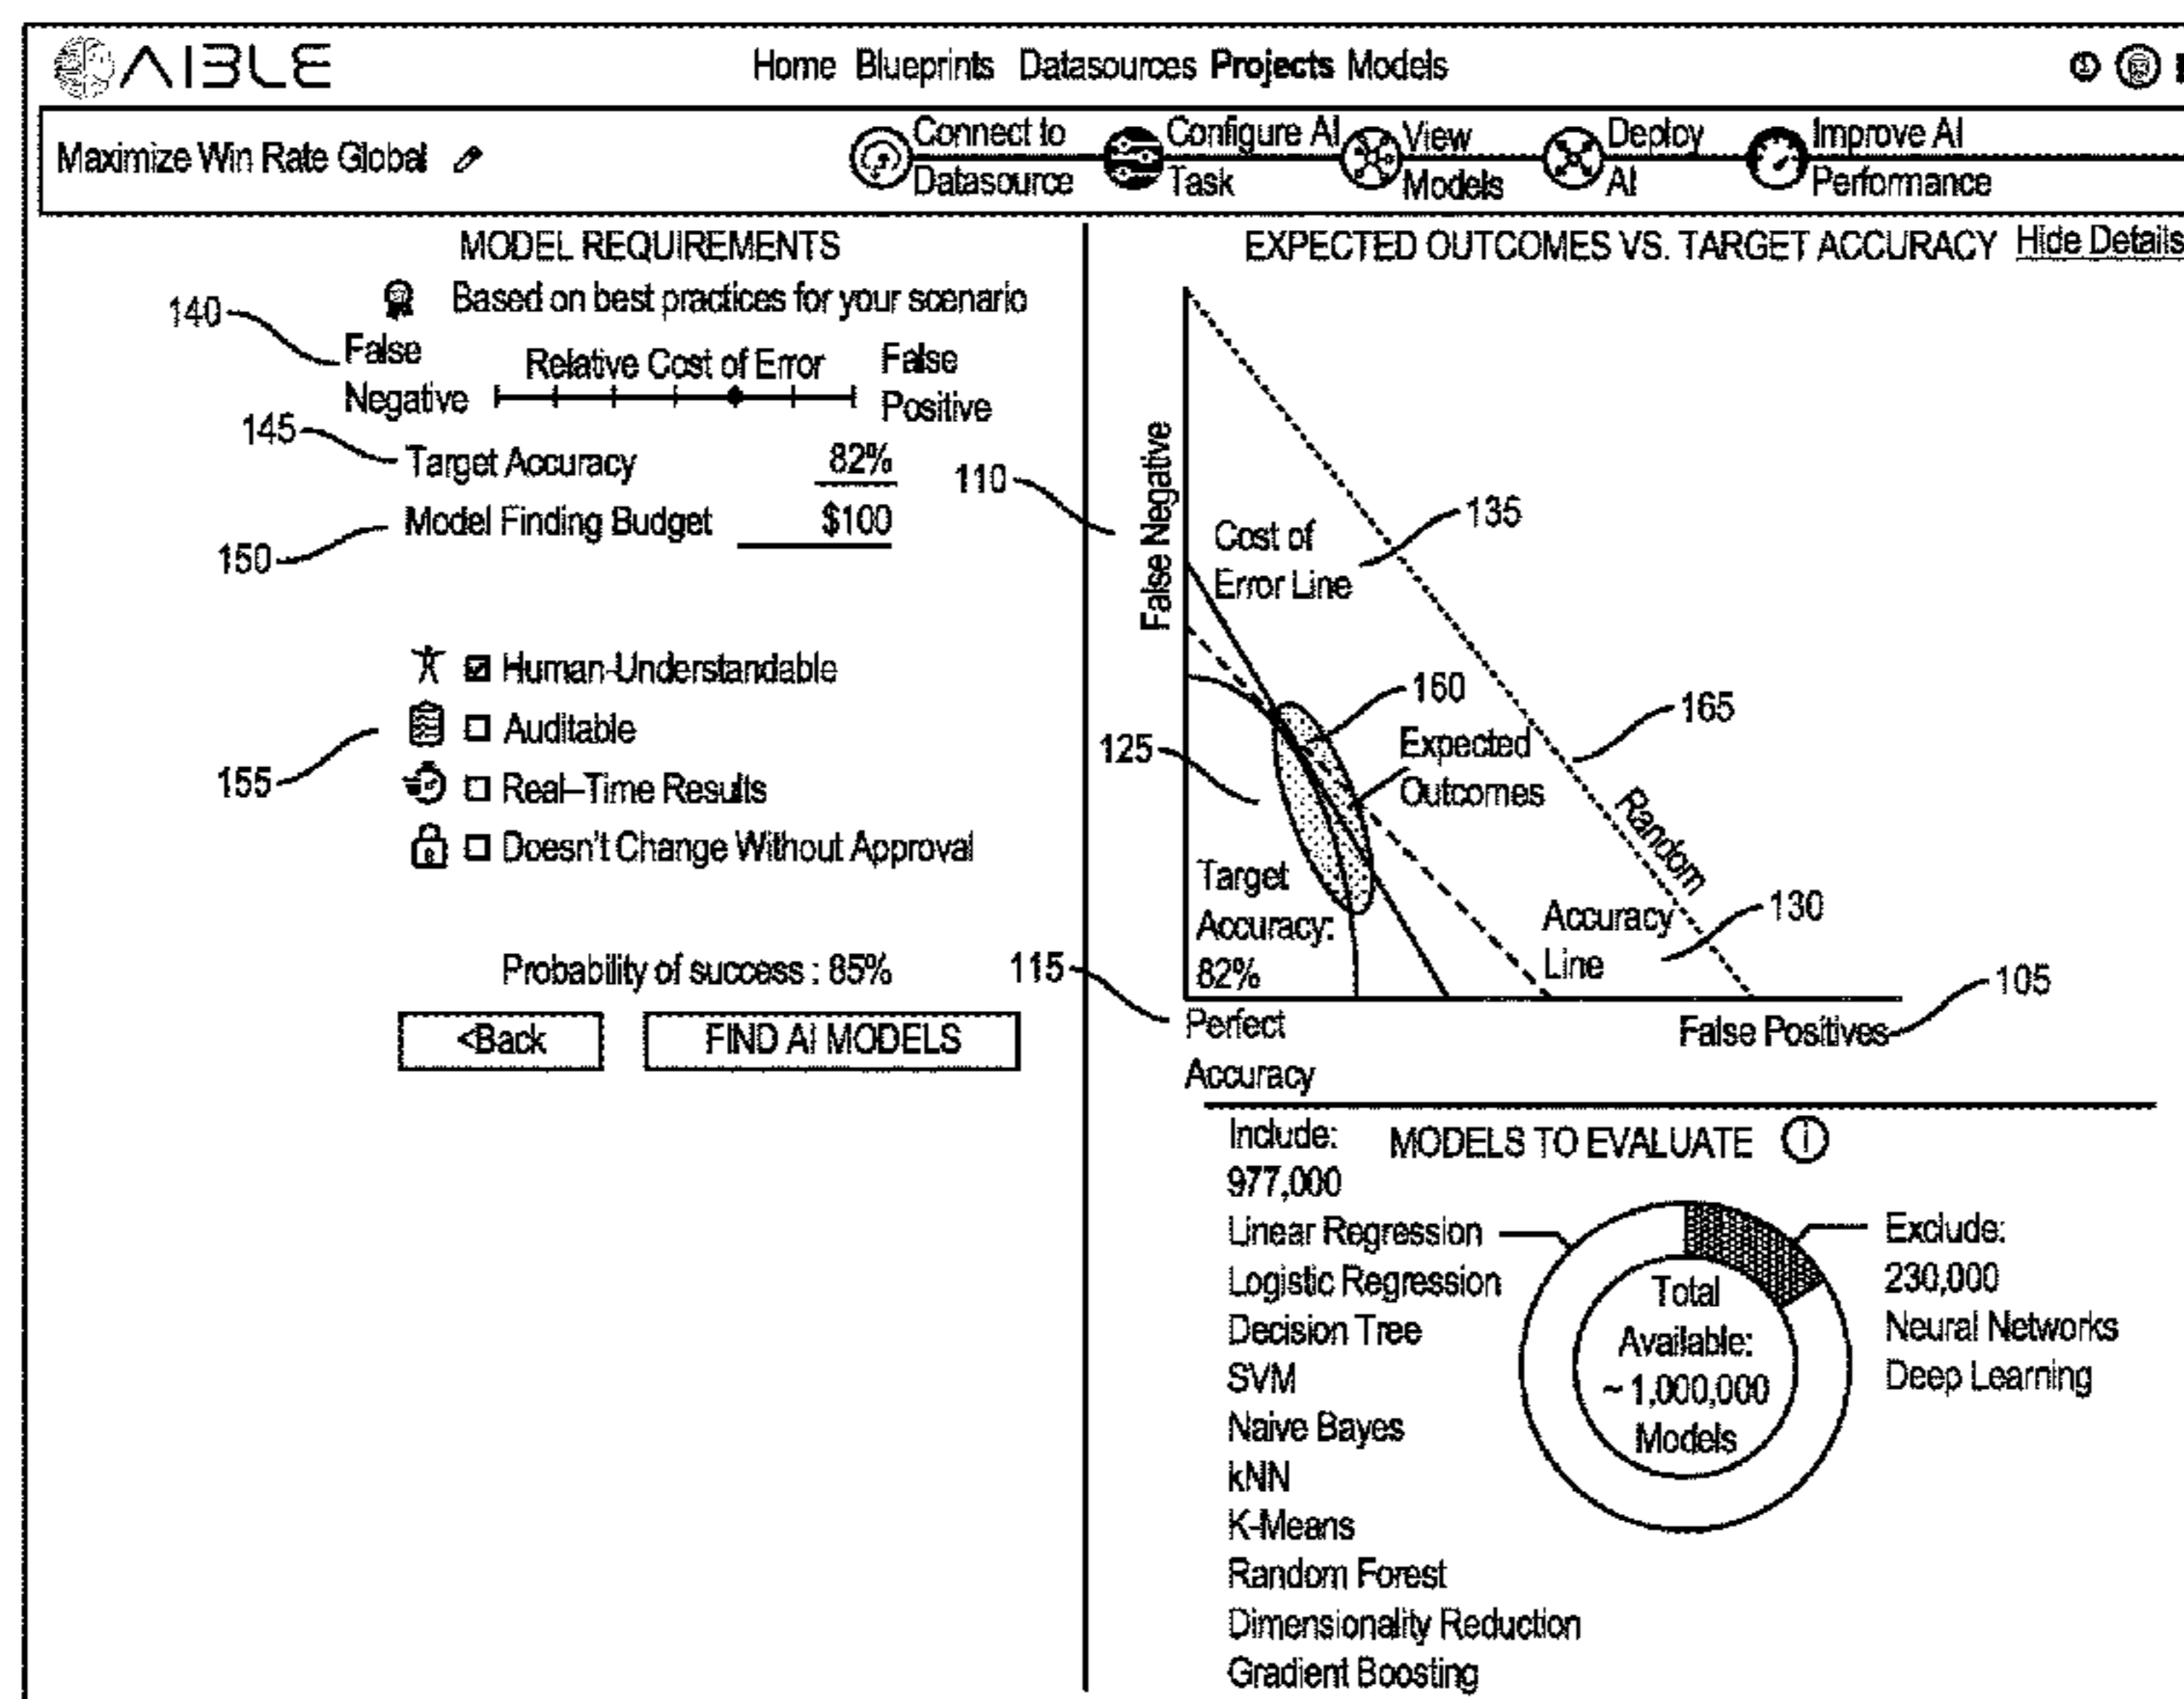 AIBLE
Home Blueprints Datasources Projects Models
Maximize Win Rate Global
Connect to
Datasource
Configure AI
Task
View
Models
Deploy
AI
Improve AI
Performance
MODEL REQUIREMENTS
Based on best practices for your scenario
140
False
Negative
Relative Cost of Error
False
Positive
145
Target Accuracy 82%
150
Model Finding Budget $100
Human-Understandable
Auditable
155
Real-Time Results
Doesn't Change Without Approval
Probability of success : 85%
<Back
FIND AI MODELS
EXPECTED OUTCOMES VS. TARGET ACCURACY Hide Details
110
False Negative
135
Cost of
Error Line
160
165
125
Expected
Outcomes
Random
Target
Accuracy:
82%
Accuracy
Line
130
115
105
Perfect
Accuracy
False Positives
MODELS TO EVALUATE
Include:
977,000
Linear Regression
Logistic Regression
Decision Tree
SVM
Naive Bayes
kNN
K-Means
Random Forest
Dimensionality Reduction
Gradient Boosting
Total
Available:
~ 1,000,000
Models
Exclude:
230,000
Neural Networks
Deep Learning